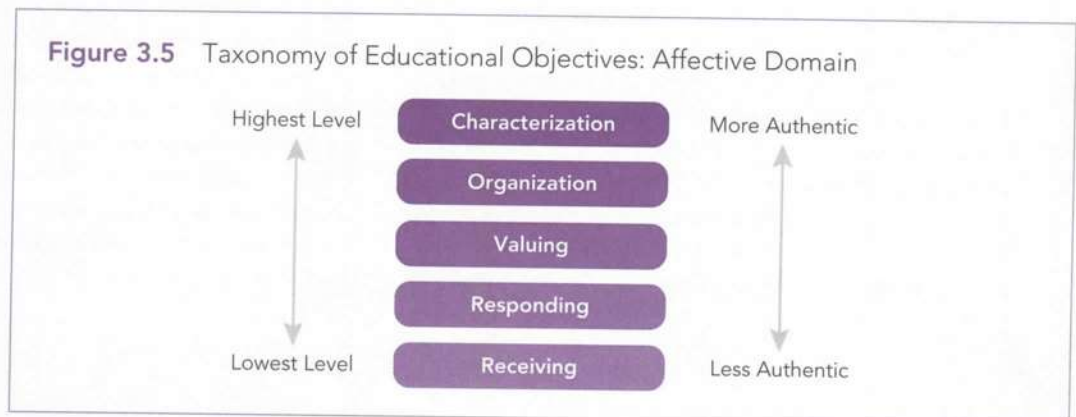 Figure 3.5 Taxonomy of Educational Objectives: Affective Domain
Highest Level Characterization More Authentic
Organization
Valuing
Responding
Lowest Level Receiving Less Authentic